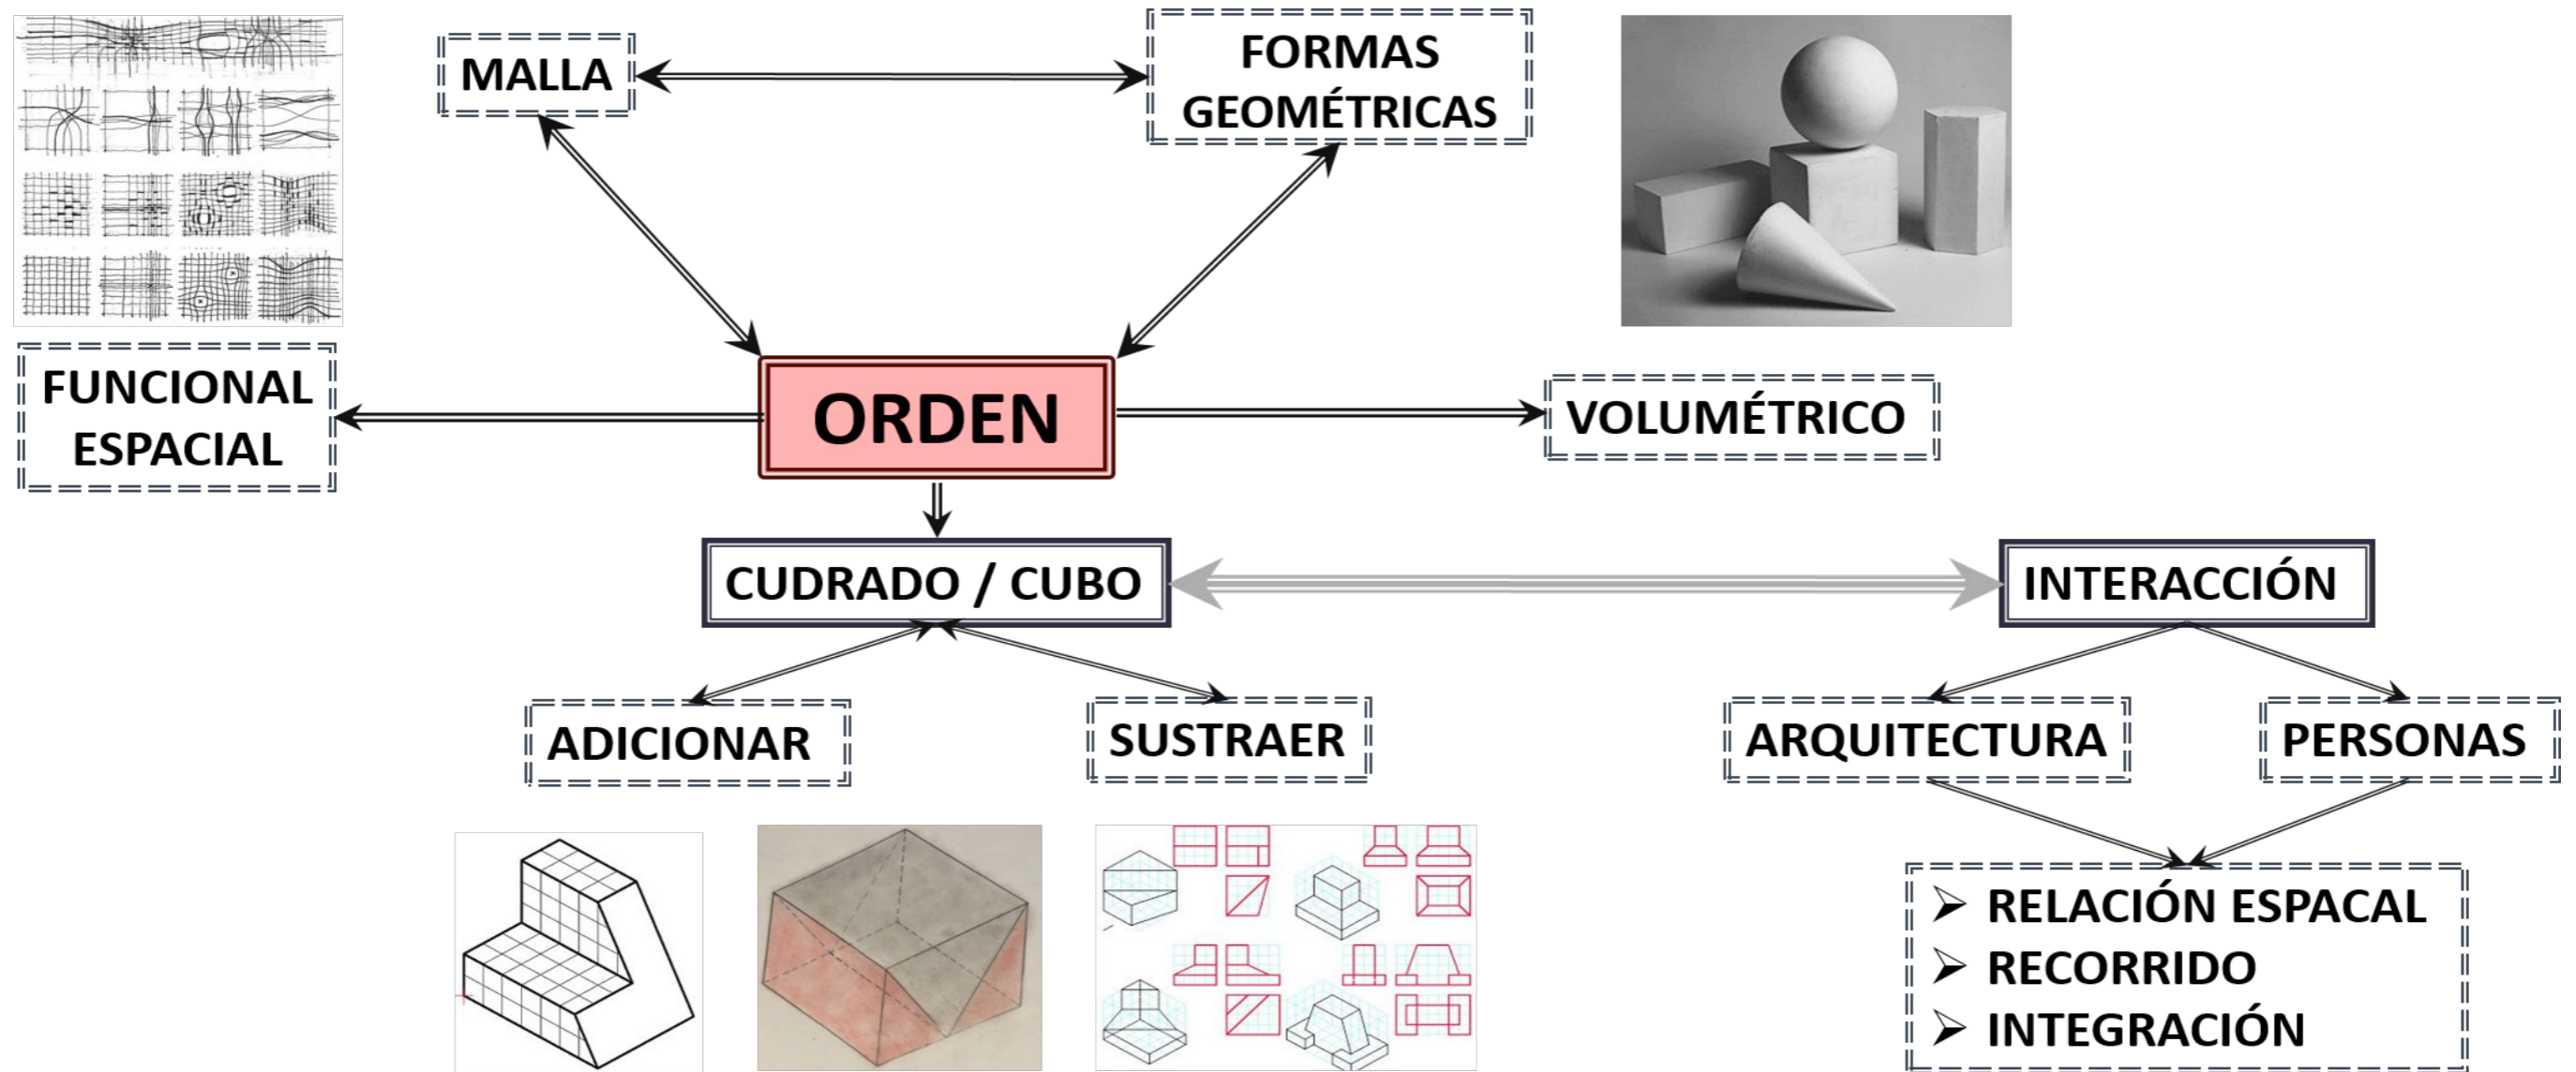 MALLA
FORMAS
GEOMÉTRICAS
FUNCIONAL
ESPACIAL
ORDEN
VOLUMÉTRICO
CUDRADO / CUBO
INTERACCIÓN
ADICIONAR
SUSTRAER
ARQUITECTURA
PERSONAS
RELACIÓN ESPACAL
RECORRIDO
INTEGRACIÓN